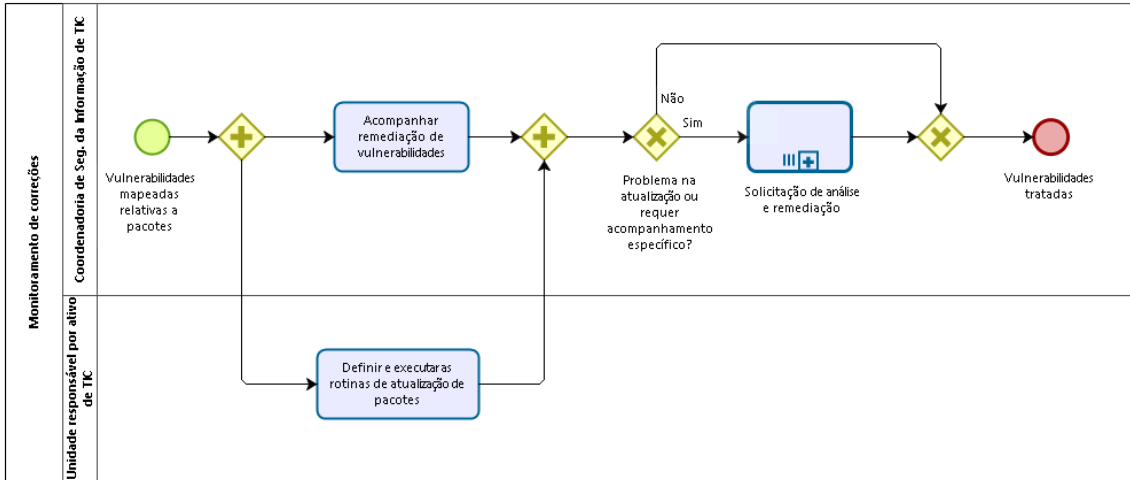 Monitoramento de correções
Coordenadoria de Seg. da Informação de TIC
Vulnerabilidades
mapeadas
relativas a
pacotes
Acompanhar
remediação de
vulnerabilidades
Não
Sim
Problema na
atualização ou
requer
acompanhamento
específico?
Solicitação de análise
e remediação
Vulnerabilidades
tratadas
Unidade responsável por ativo
de TIC
Definir e executar as
rotinas de atualização de
pacotes